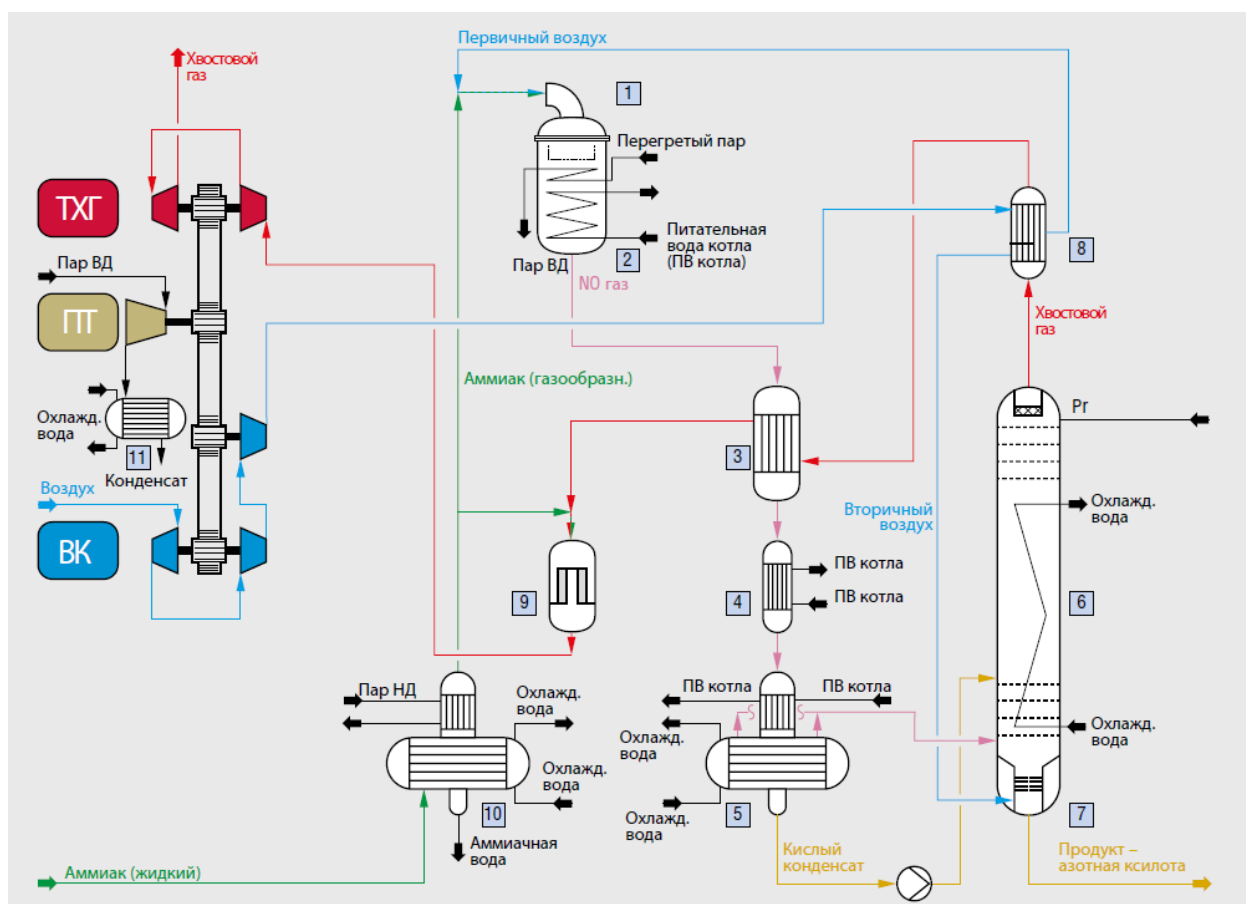 Первичный воздух
Хвостовой
газ
1
Перегретый пар
ТХГ
Питательная
вода котла
(ПВ котла)
2
Пар ВД
8
Пар ВД
NO газ
ПТ
Хвостовой
газ
Аммиак (газообразн.)
Pr
Охлажд.
вода
11
Конденсат
3
Воздух
Вторичный
воздух
Охлажд.
вода
ВК
ПВ котла
9
4
ПВ котла
6
Пар НД
Охлажд.
вода
ПВ котла
ПВ котла
Охлажд.
вода
Охлажд.
вода
Охлажд.
вода
10
Охлажд.
вода
5
7
Аммиачная
вода
Кислый
конденсат
Продукт –
азотная ксилота
Аммиак (жидкий)